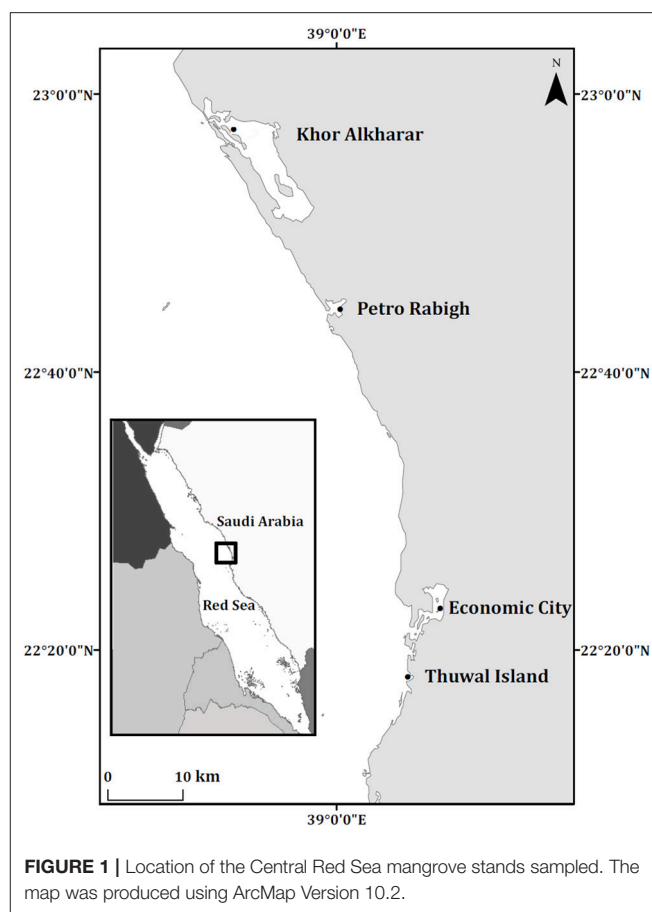 39°0'0"E
N
23°0'0"N 23°0'0"N
Khor Alkharar
Petro Rabigh
22°40'0"N 22°40'0"N
Saudi Arabia
Red Sea
Economic City
22°20'0"N 22°20'0"N
Thuwal Island
0 10 km
39°0'0"E
FIGURE 1 | Location of the Central Red Sea mangrove stands sampled. The
map was produced using ArcMap Version 10.2.